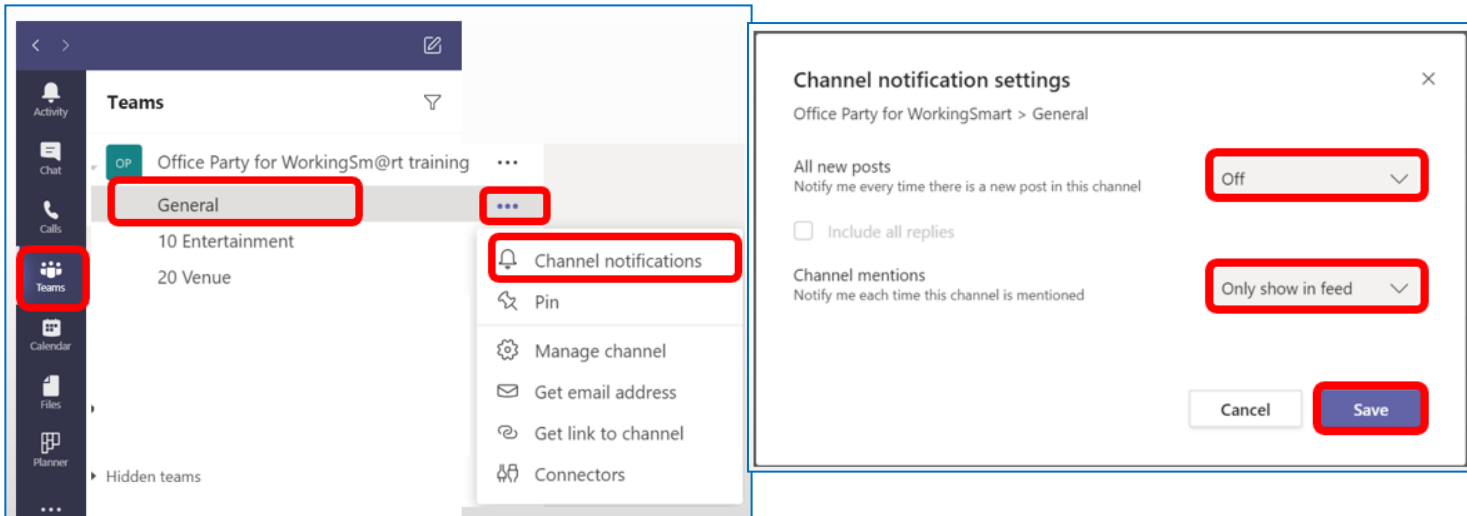 Activity
Chat
Calls
Teams
Calendar
Files
Planner
Teams
OP Office Party for WorkingSm@rt training
General
10 Entertainment
20 Venue
Hidden teams
Channel notifications
Pin
Manage channel
Get email address
Get link to channel
Connectors
Channel notification settings
Office Party for WorkingSmart > General
All new posts
Notify me every time there is a new post in this channel
Off
Include all replies
Channel mentions
Notify me each time this channel is mentioned
Only show in feed
Cancel
Save